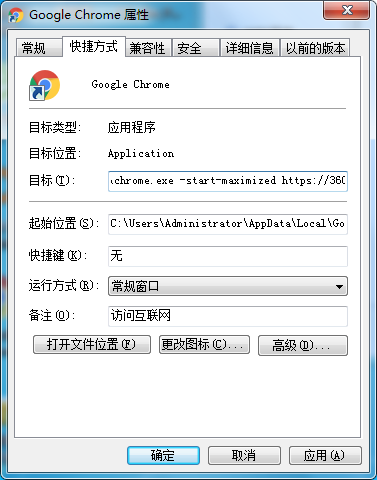 Google Chrome 属性
常规 快捷方式 兼容性 安全 详细信息 以前的版本
Google Chrome
目标类型: 应用程序
目标位置: Application
目标(T): \chrome.exe -start-maximized https://360
起始位置(S): C:\Users\Administrator\AppData\Local\Go
快捷键(K): 无
运行方式(R): 常规窗口
备注(O): 访问互联网
打开文件位置(F) 更改图标(C)... 高级(D)...
确定 取消 应用(A)